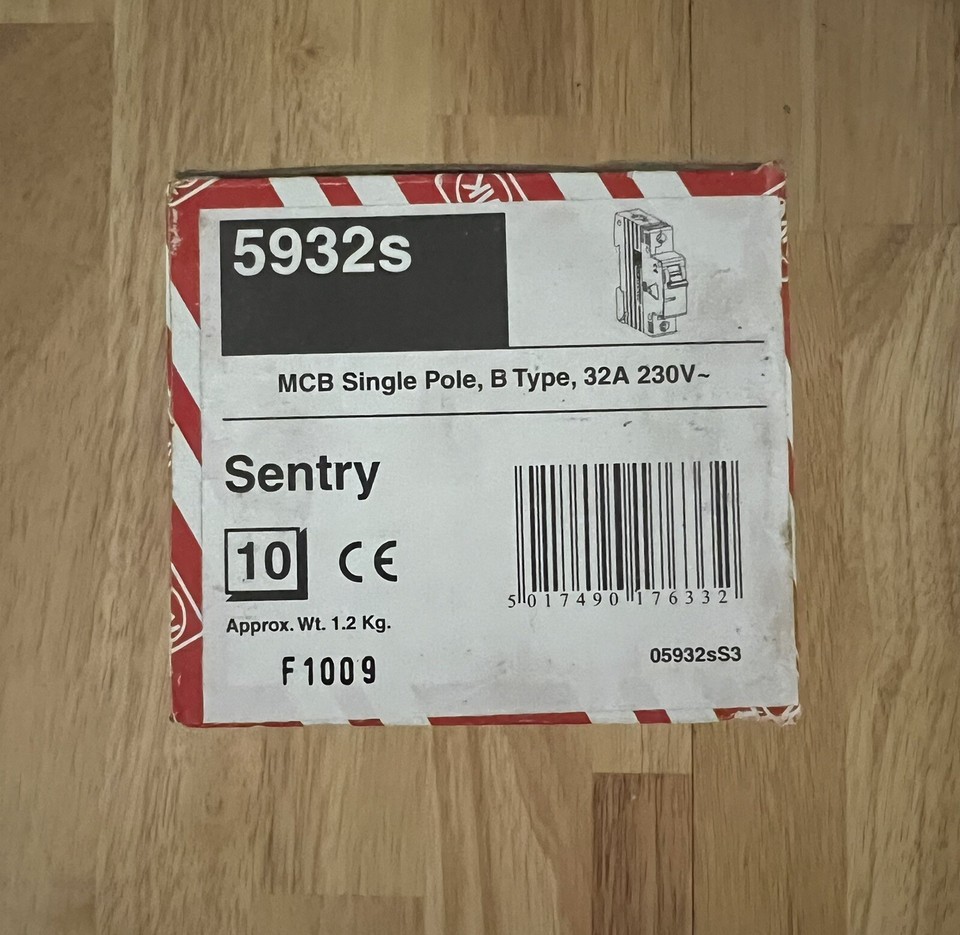 5932s
MCB Single Pole, B Type, 32A 230V~
Sentry
10 CE
Approx. Wt. 1.2 Kg.
F1009
5 017490 176332
05932sS3